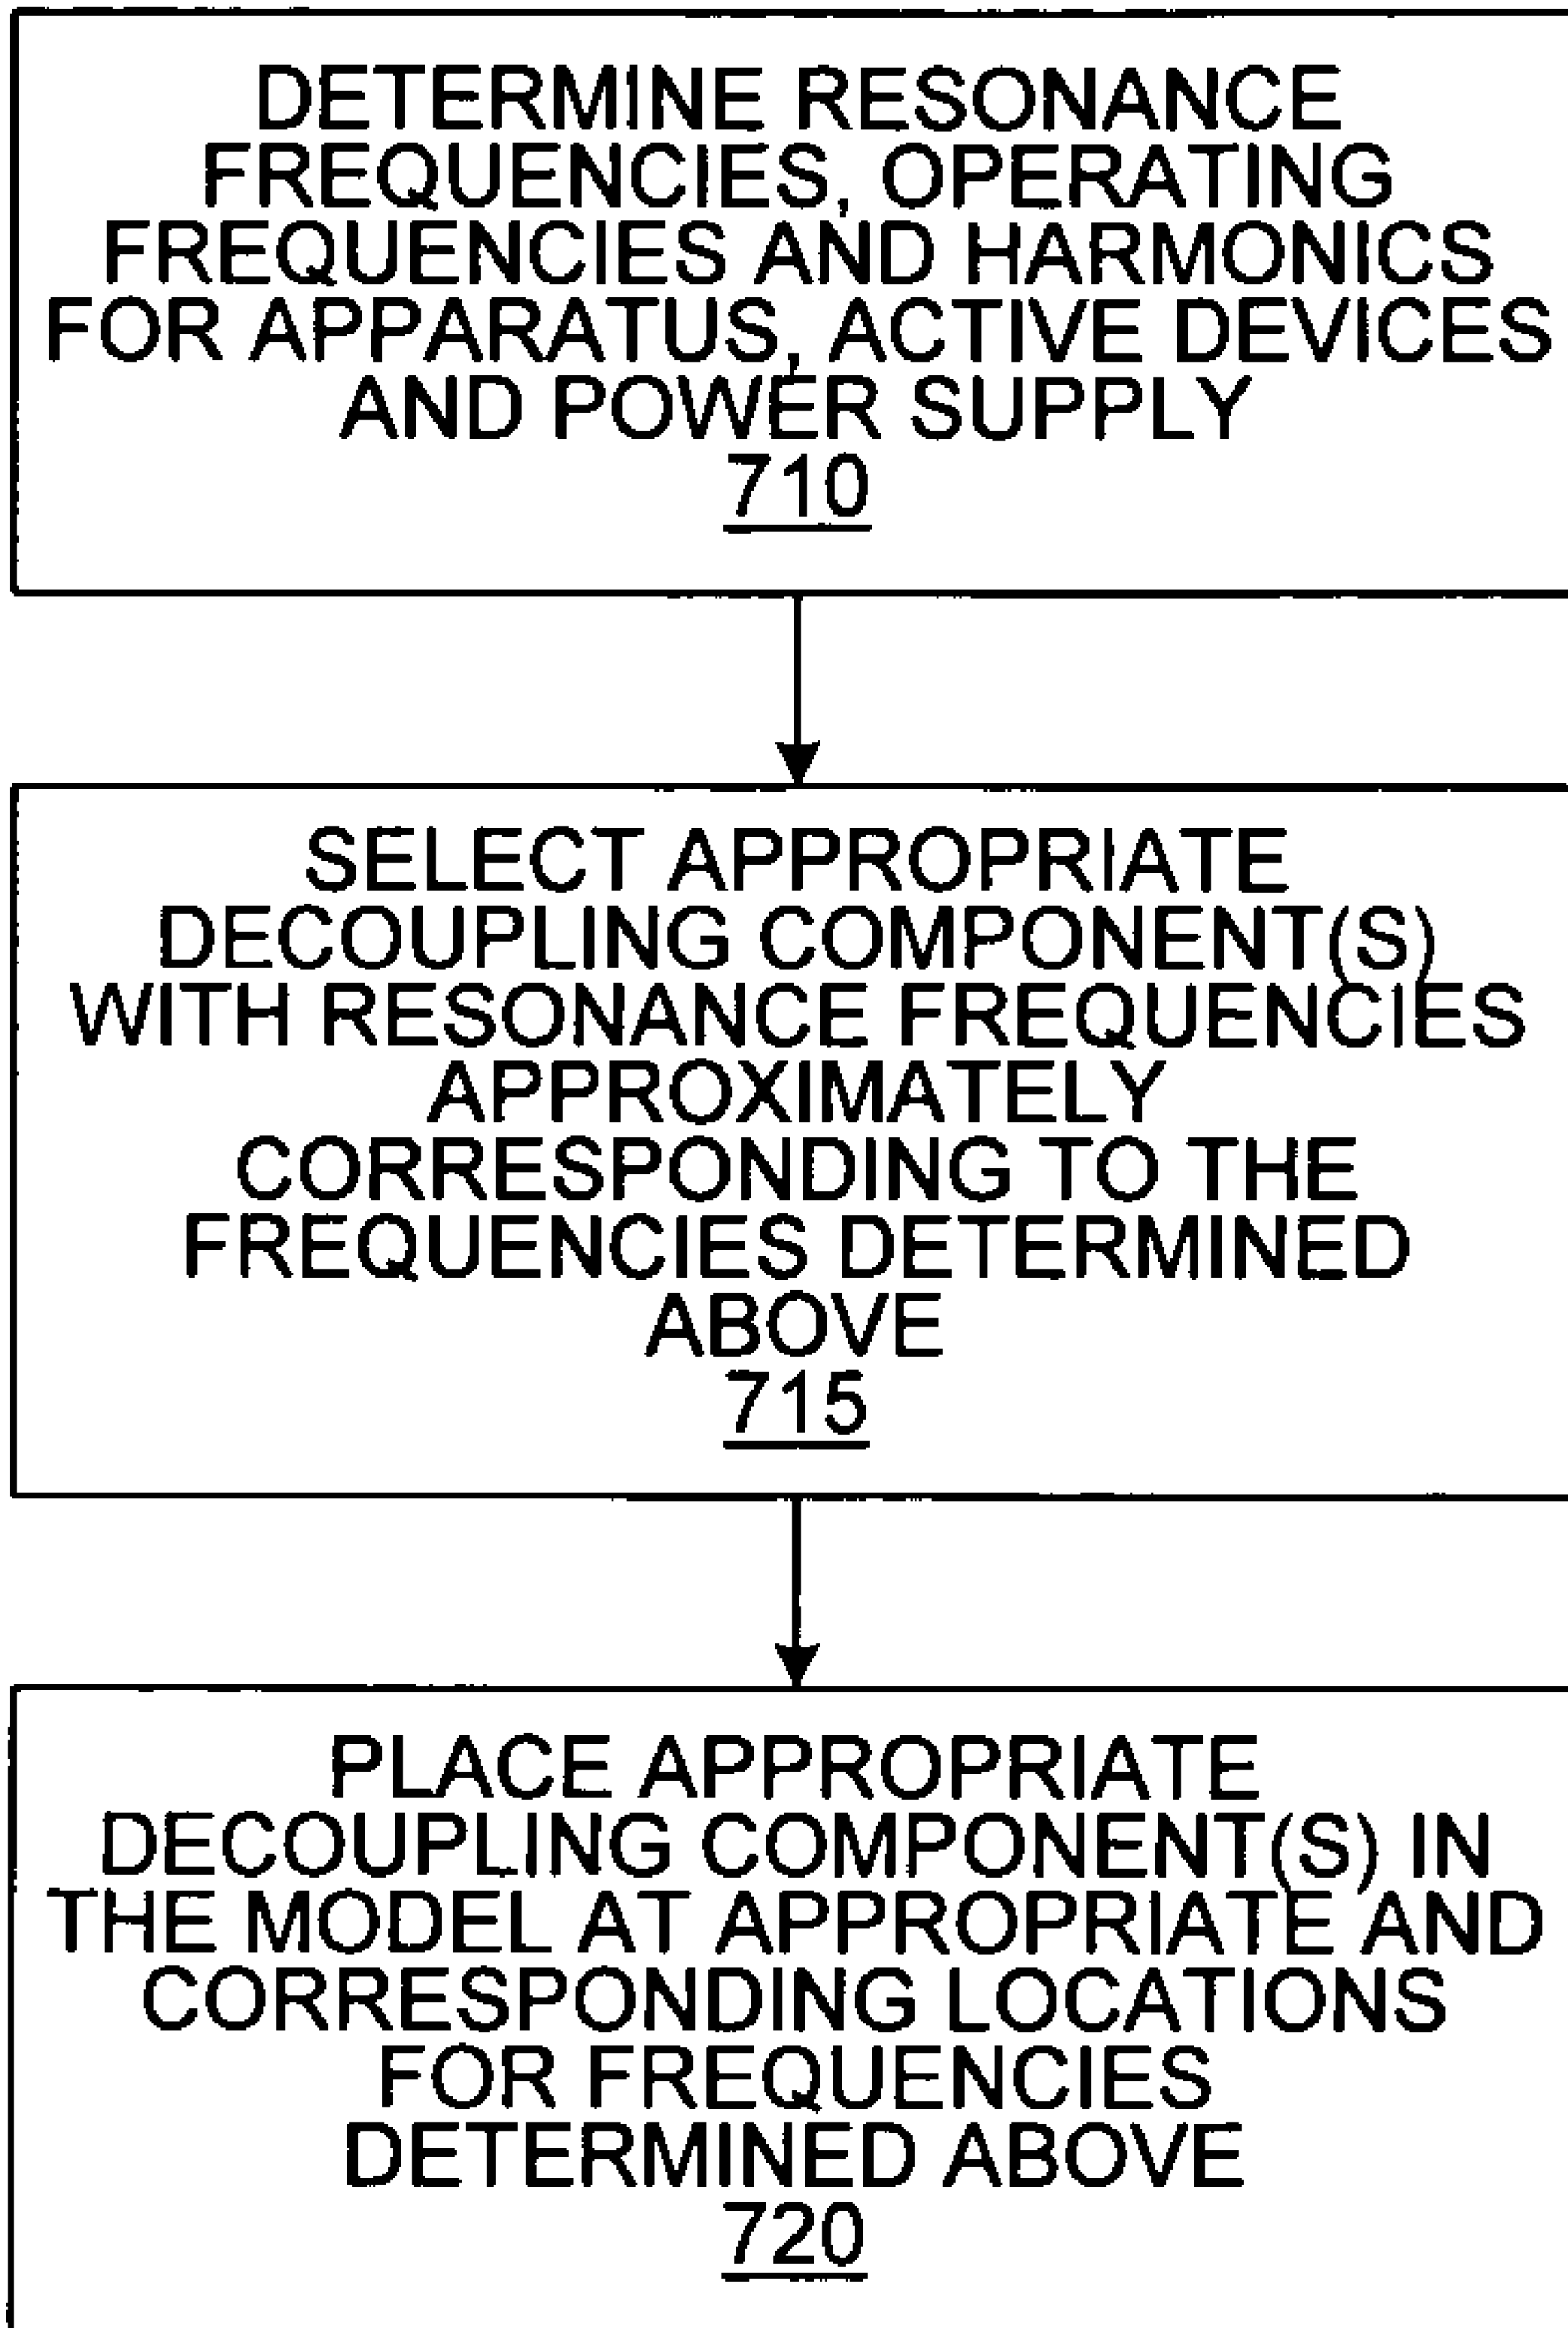 DETERMINE RESONANCE
FREQUENCIES, OPERATING
FREQUENCIES AND HARMONICS
FOR APPARATUS, ACTIVE DEVICES
AND POWER SUPPLY
710
SELECT APPROPRIATE
DECOUPLING COMPONENT(S)
WITH RESONANCE FREQUENCIES
APPROXIMATELY
CORRESPONDING TO THE
FREQUENCIES DETERMINED
ABOVE
715
PLACE APPROPRIATE
DECOUPLING COMPONENT(S) IN
THE MODEL AT APPROPRIATE AND
CORRESPONDING LOCATIONS
FOR FREQUENCIES
DETERMINED ABOVE
720